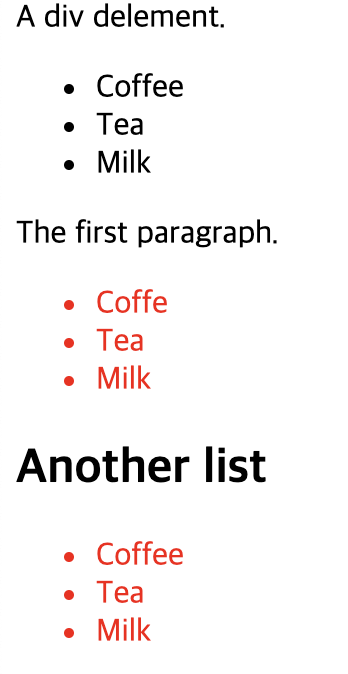 A div delement.
Coffee
Tea
Milk
The first paragraph.
Coffe
Tea
Milk
Another list
Coffee
Tea
Milk